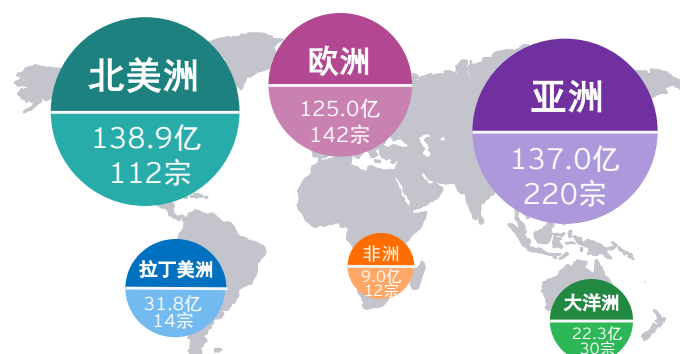 北美洲
138.9亿
112宗
欧洲
125.0亿
142宗
亚洲
137.0亿
220宗
拉丁美洲
31.8亿
14宗
非洲
9.0亿
12宗
大洋洲
22.3亿
30宗